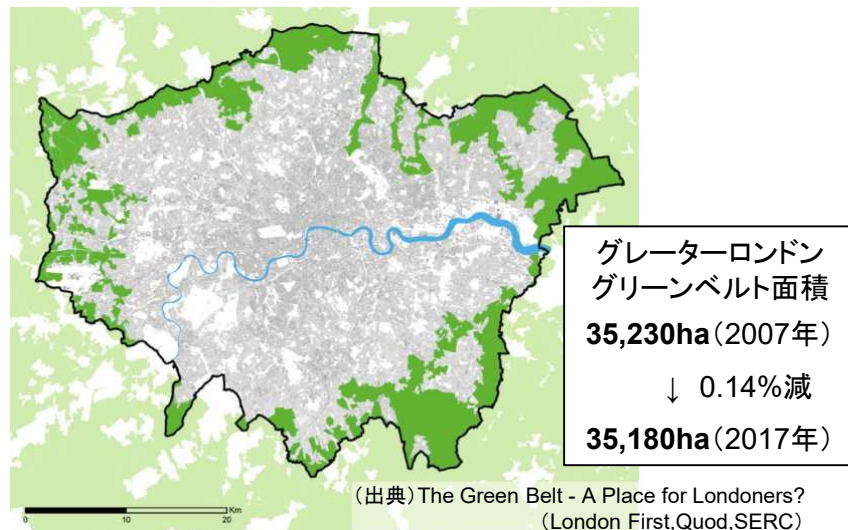 グレーターロンドン
グリーンベルト面積
35,230ha(2007年)
↓ 0.14%減
35,180ha(2017年)
Km
0 10 20
(出典)The Green Belt - A Place for Londoners?
(London First,Quod,SERC)